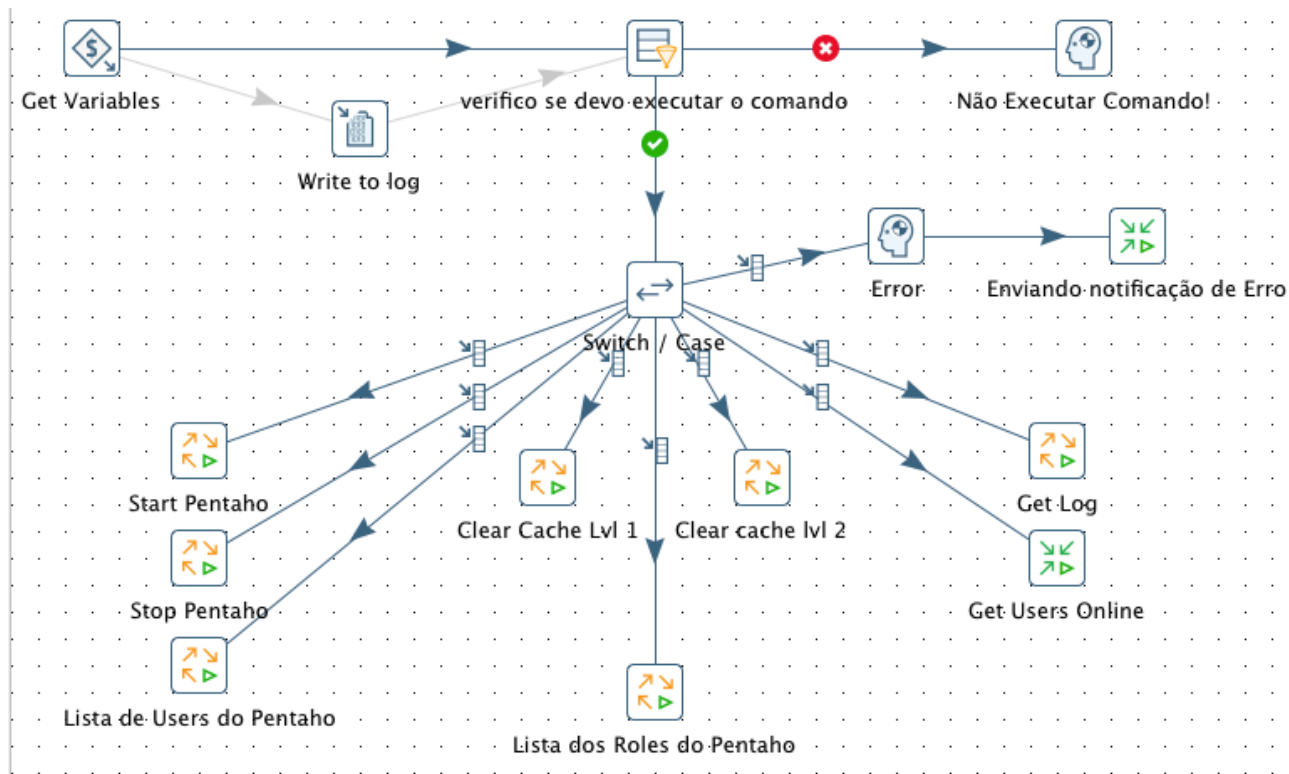 Get Variables
verifico se devo executar o comando
Não Executar Comando!
Write to log
Error
Enviando notificação de Erro
Switch / Case
Start Pentaho
Clear Cache Lvl 1
Clear cache lvl 2
Get Log
Stop Pentaho
Get Users Online
Lista de Users do Pentaho
Lista dos Roles do Pentaho